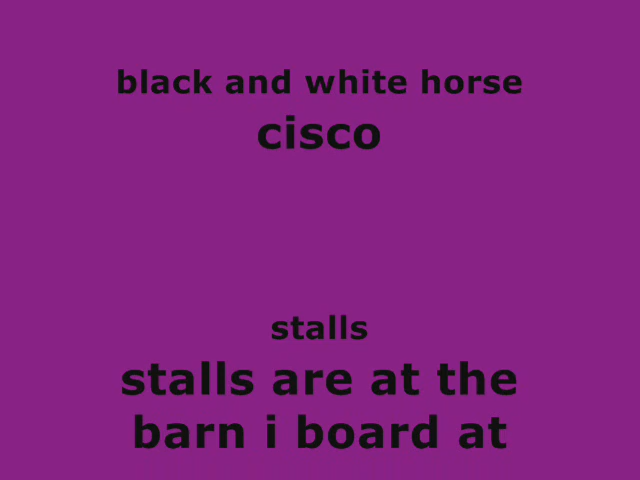 black and white horse
cisco
stalls
stalls are at the
barn i board at